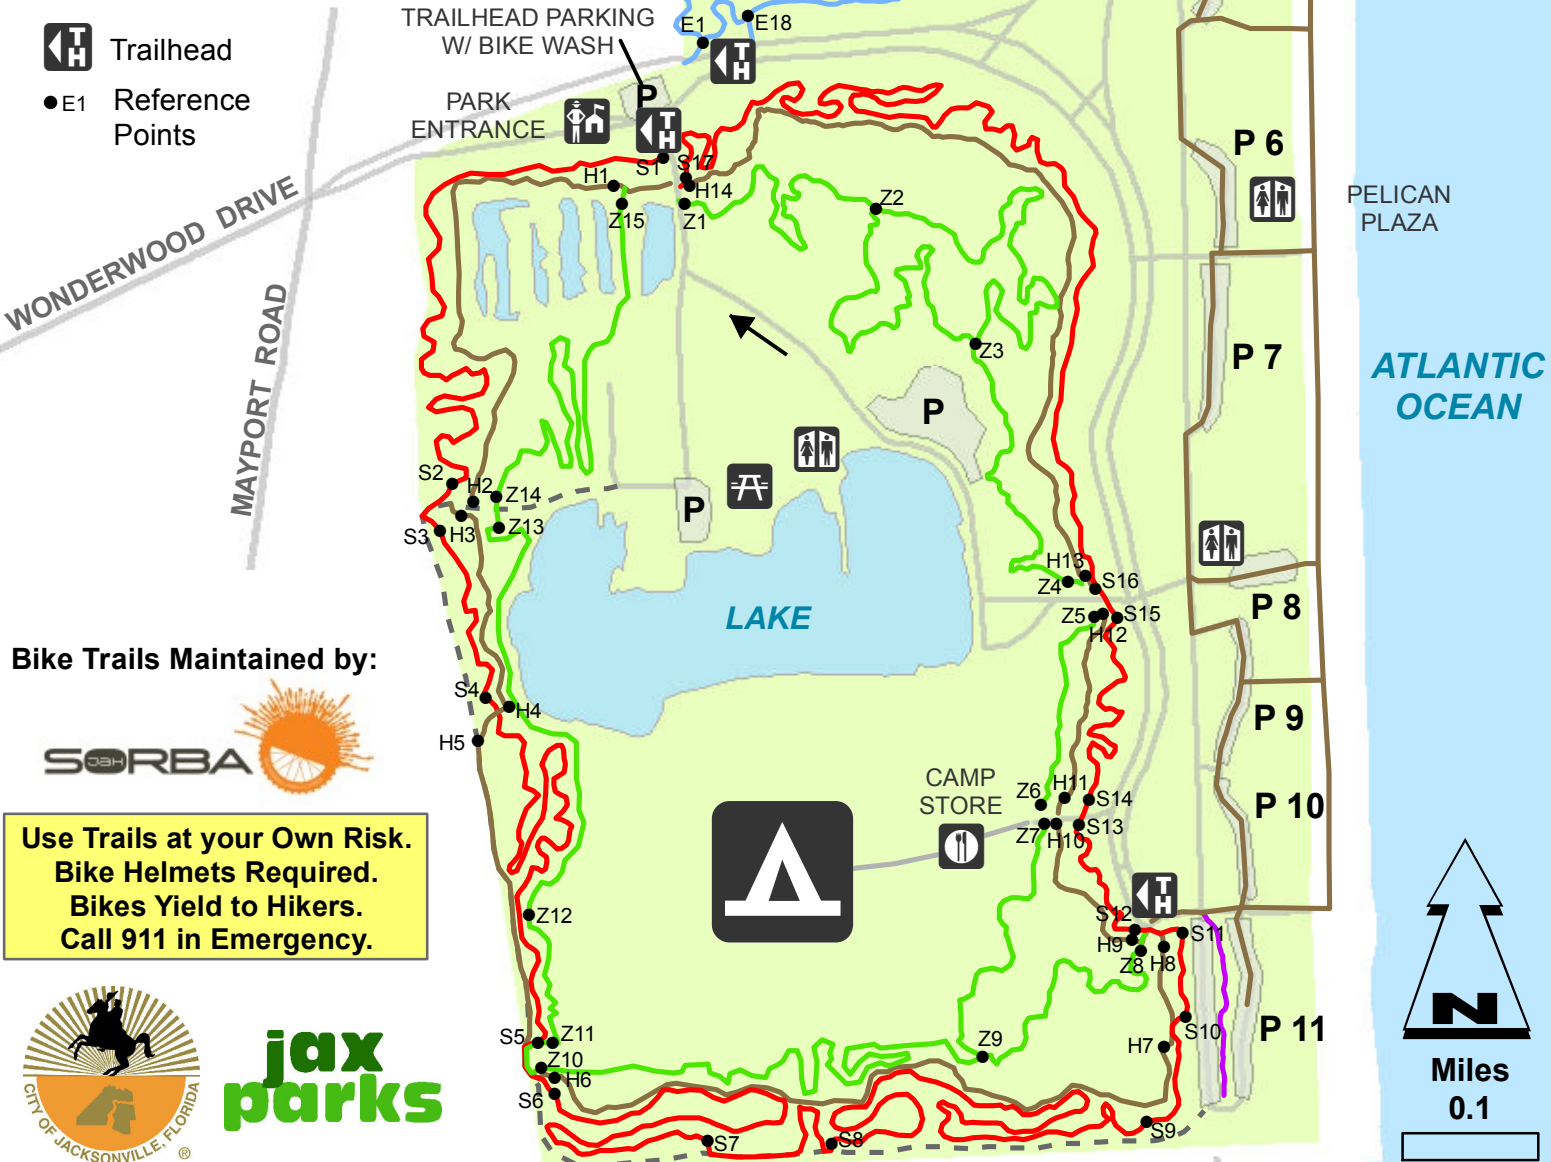 Trailhead
E1 Reference
Points
TRAILHEAD PARKING
W/ BIKE WASH
E1
E18
TH
P
PARK
ENTRANCE
TH
TH
S1
S17
H1
H14
Z15
Z1
Z2
P 6
PELICAN
PLAZA
WONDERWOOD DRIVE
MAYPORT ROAD
Z3
P 7
ATLANTIC
OCEAN
P
S2
H2
Z14
P
S3
H3
Z13
H13
Z4
S16
Z5
S15
H12
P 8
LAKE
Bike Trails Maintained by:
SORBA
JAX
S4
H4
H5
P 9
CAMP
STORE
Z6
H11
S14
P 10
Z7
H10
S13
Use Trails at your Own Risk.
Bike Helmets Required.
Bikes Yield to Hikers.
Call 911 in Emergency.
TH
Z12
S12
S11
H9
Z8
H8
N
S10
P 11
S5
Z11
Z9
H7
Z10
H6
S6
S7
S8
S9
jax
parks
CITY OF JACKSONVILLE, FLORIDA
®
Miles
0.1